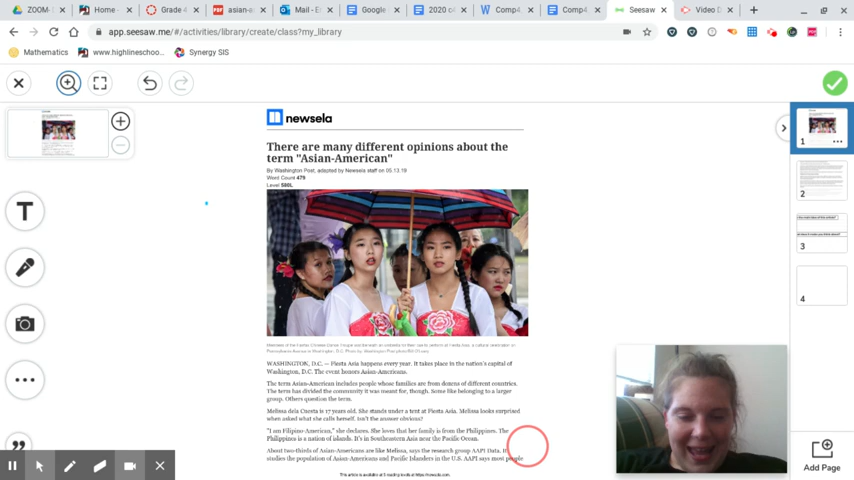 ZOOM-
Home -
Grade 4
asian-a
Mail - E
Google
2020 c4
Comp4
Comp4
Seesaw
Video D
app.seesaw.me/#/activities/library/create/class?my_library
Mathematics
www.highlineschoo...
Synergy SIS
newsela
There are many different opinions about the
term "Asian-American"
By Washington Post, adapted by Newsela staff on 05.13.19
Word Count 479
Level 580L
WASHINGTON, D.C. — Fiesta Asia happens every year. It takes place in the nation's capital of
Washington, D.C. The event honors Asian-Americans.
The term Asian-American includes people whose families are from dozens of different countries.
The term has divided the community it was meant for, though. Some like belonging to a larger
group. Others question the term.
Melissa dela Cuesta is 17 years old. She stands under a tent at Fiesta Asia. Melissa looks surprised
when asked what she calls herself. Isn't the answer obvious?
"I am Filipino-American," she declares. She loves that her family is from the Philippines. The
Philippines is a nation of islands. It's in Southeastern Asia near the Pacific Ocean.
About two-thirds of Asian-Americans are like Melissa, says the research group AAPI Data. It
studies the population of Asian-Americans and Pacific Islanders in the U.S. AAPI says most people
This article is available at 5 reading levels at https://newsela.com.
T
1
2
3
4
Add Page